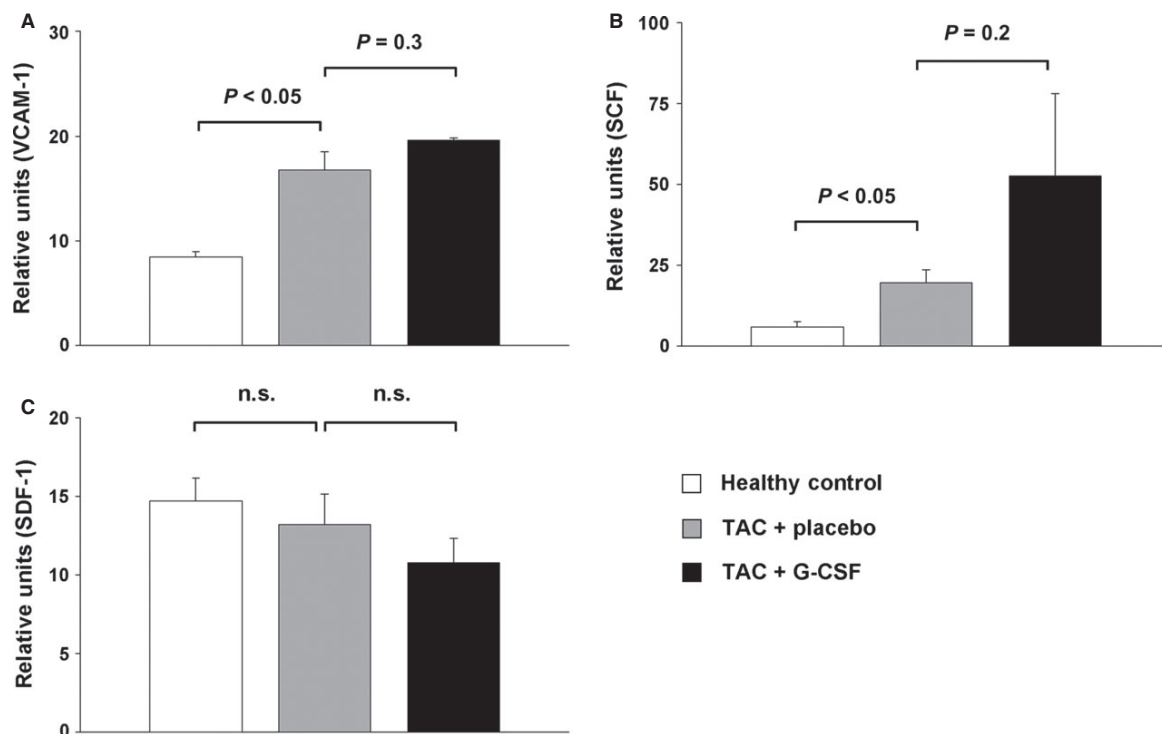 A
Relative units (VCAM-1)
30
20
10
0
P < 0.05
P = 0.3
B
Relative units (SCF)
100
75
50
25
0
P < 0.05
P = 0.2
C
Relative units (SDF-1)
20
15
10
5
0
n.s.
n.s.
Healthy control
TAC + placebo
TAC + G-CSF